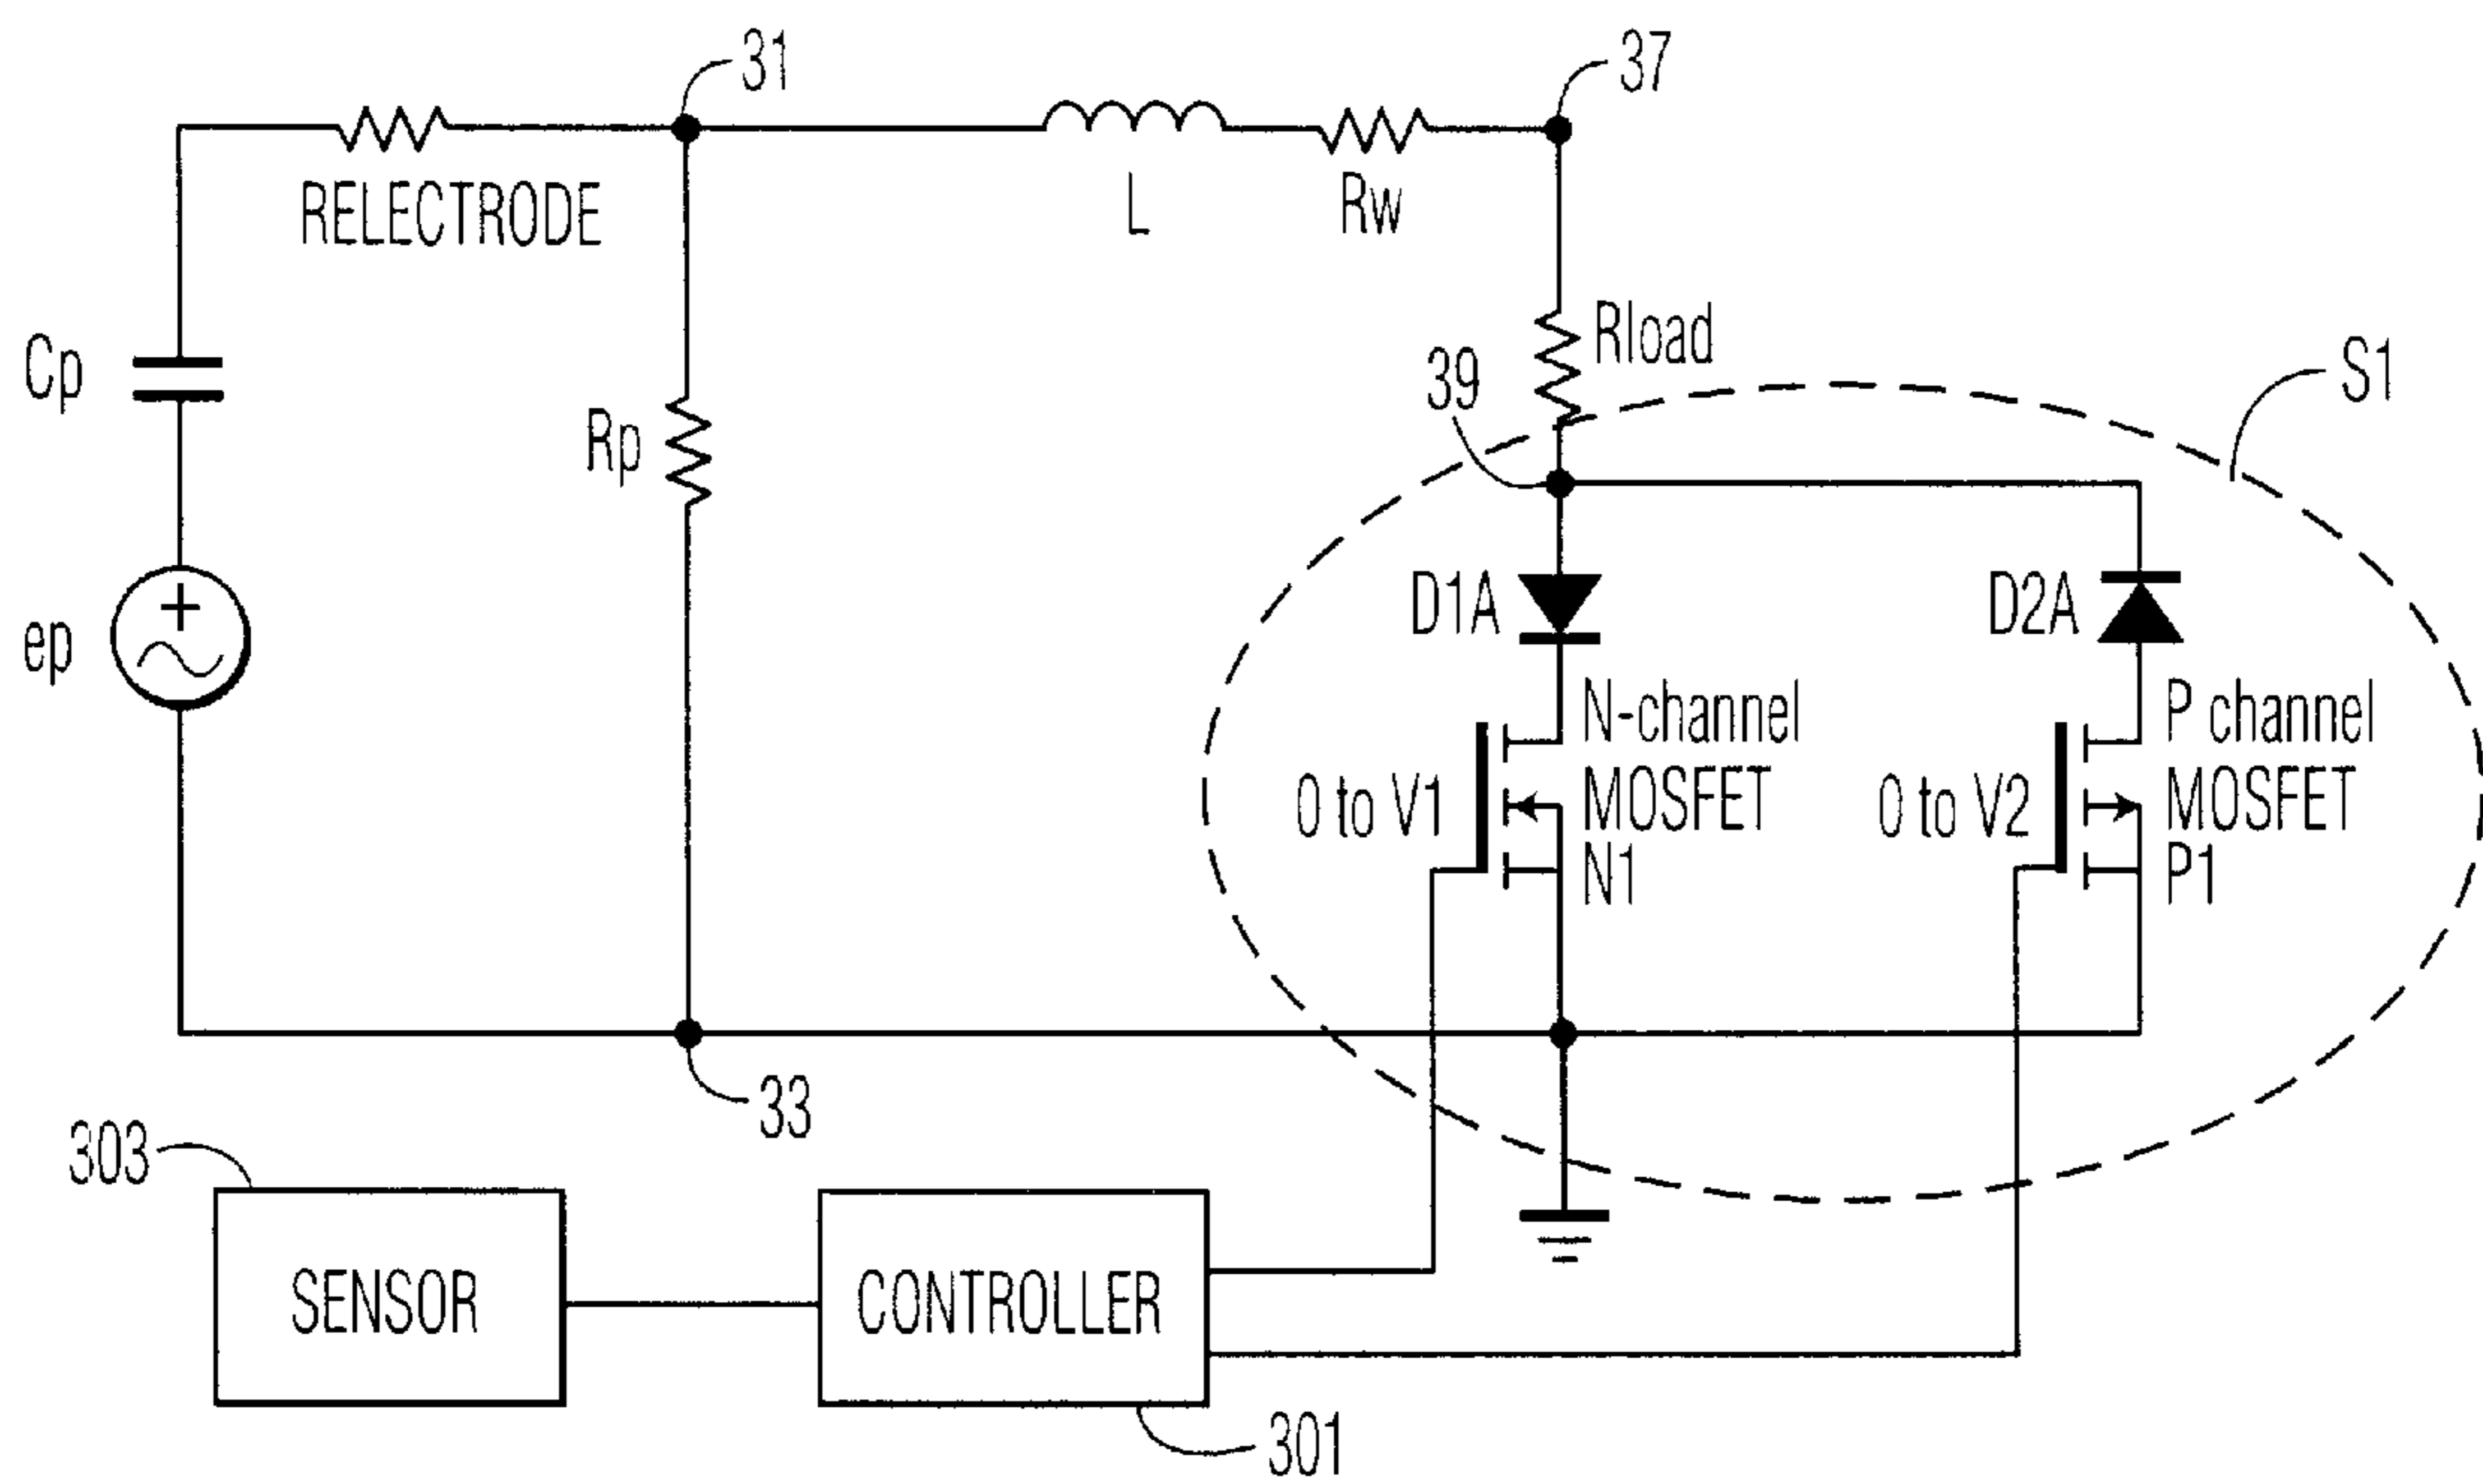 31
37
RELECTRODE
L
Rw
Cp
Rp
Rload
39
S1
ep
+
D1A
D2A
N-channel
MOSFET
N1
0 to V1
P channel
MOSFET
P1
0 to V2
33
303
SENSOR
CONTROLLER
301